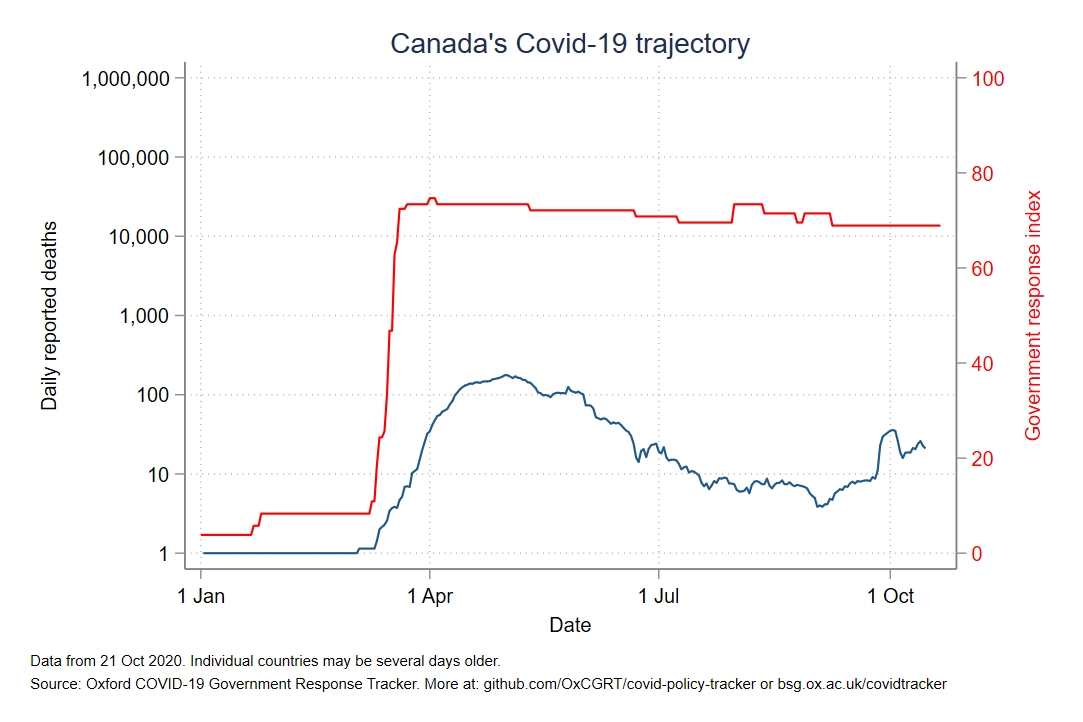 Canada's Covid-19 trajectory
1,000,000
100,000
10,000
1,000
100
10
1
Daily reported deaths
100
80
60
40
20
0
Government response index
1 Jan
1 Apr
1 Jul
1 Oct
Date
Data from 21 Oct 2020. Individual countries may be several days older.
Source: Oxford COVID-19 Government Response Tracker. More at: github.com/OxCGRT/covid-policy-tracker or bsg.ox.ac.uk/covidtracker